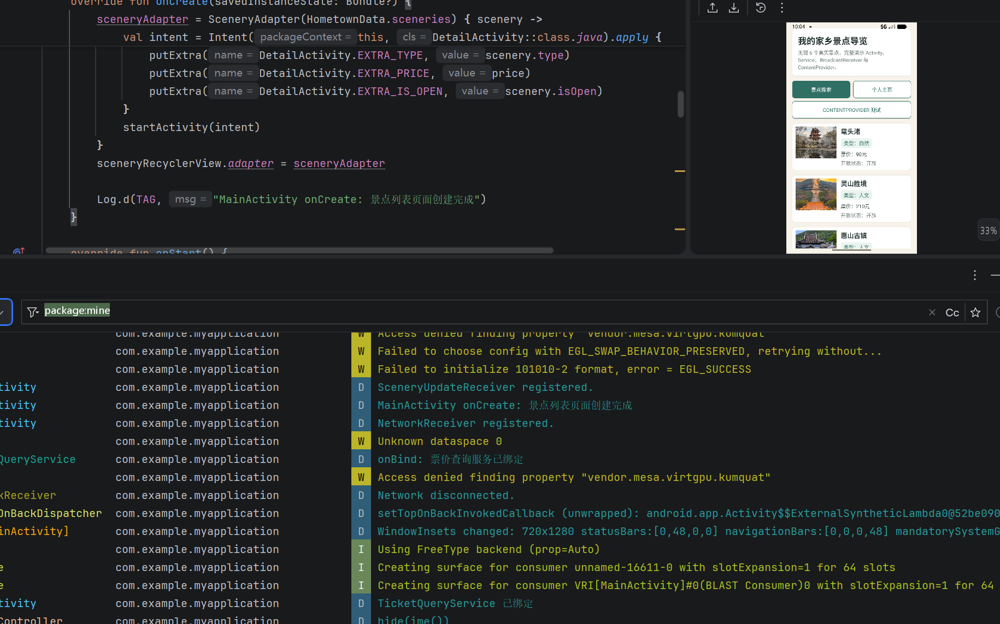 override fun onCreate(savedInstanceState: Bundle?) {
sceneryAdapter = SceneryAdapter(HometownData.sceneries) { scenery ->
val intent = Intent( packageContext = this, cls = DetailActivity::class.java).apply {
putExtra( name = DetailActivity.EXTRA_TYPE, value = scenery.type)
putExtra( name = DetailActivity.EXTRA_PRICE, value = price)
putExtra( name = DetailActivity.EXTRA_IS_OPEN, value = scenery.isOpen)
}
startActivity(intent)
}
sceneryRecyclerView.adapter = sceneryAdapter
Log.d(TAG, msg = "MainActivity onCreate: 景点列表页面创建完成")
}
override fun onStart() {
10:04
5G
我的家乡景点导览
无锡 6 个真实景点，完整演示 Activity、
Service、BroadcastReceiver 与
ContentProvider。
景点搜索
个人主页
CONTENTPROVIDER 测试
鼋头渚
类型：自然
票价：90元
开放状态：开放
灵山胜境
类型：人文
票价：210元
开放状态：开放
惠山古镇
类型：人文
33%
package:mine
Cc
com.example.myapplication W Access denied finding property "vendor.mesa.virtgpu.kumquat"
com.example.myapplication W Failed to choose config with EGL_SWAP_BEHAVIOR_PRESERVED, retrying without...
com.example.myapplication W Failed to initialize 101010-2 format, error = EGL_SUCCESS
tivity com.example.myapplication D SceneryUpdateReceiver registered.
tivity com.example.myapplication D MainActivity onCreate: 景点列表页面创建完成
tivity com.example.myapplication D NetworkReceiver registered.
com.example.myapplication W Unknown dataspace 0
QueryService com.example.myapplication D onBind: 票价查询服务已绑定
com.example.myapplication W Access denied finding property "vendor.mesa.virtgpu.kumquat"
kReceiver com.example.myapplication D Network disconnected.
OnBackDispatcher com.example.myapplication D setTopOnBackInvokedCallback (unwrapped): android.app.Activity$$ExternalSyntheticLambda0@52be090
inActivity] com.example.myapplication D WindowInsets changed: 720x1280 statusBars:[0,48,0,0] navigationBars:[0,0,0,48] mandatorySystemG
com.example.myapplication I Using FreeType backend (prop=Auto)
e com.example.myapplication I Creating surface for consumer unnamed-16611-0 with slotExpansion=1 for 64 slots
e com.example.myapplication I Creating surface for consumer VRI[MainActivity]#0(BLAST Consumer)0 with slotExpansion=1 for 64
tivity com.example.myapplication D TicketQueryService 已绑定
Controller com.example.myapplication D hide(ime())